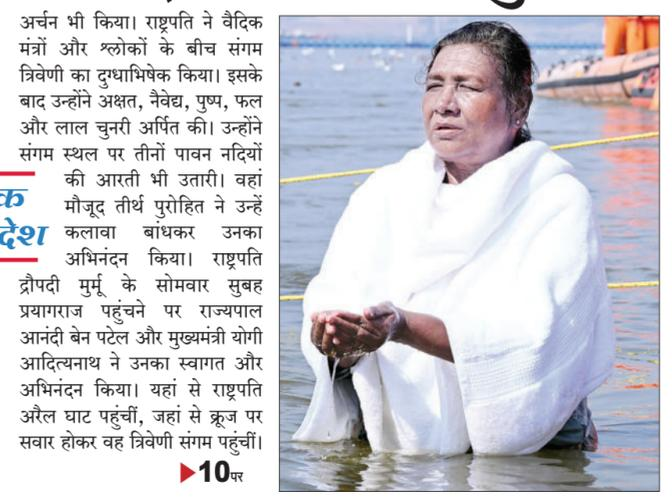 अर्चन भी किया। राष्ट्रपति ने वैदिक
मंत्रों और श्लोकों के बीच संगम
त्रिवेणी का दुग्धाभिषेक किया। इसके
बाद उन्होंने अक्षत, नैवेद्य, पुष्प, फल
और लाल चुनरी अर्पित की। उन्होंने
संगम स्थल पर तीनों पावन नदियों
की आरती भी उतारी। वहां
मौजूद तीर्थ पुरोहित ने उन्हें
कलावा बांधकर उनका
अभिनंदन किया। राष्ट्रपति
द्रौपदी मुर्मू के सोमवार सुबह
प्रयागराज पहुंचने पर राज्यपाल
आनंदी बेन पटेल और मुख्यमंत्री योगी
आदित्यनाथ ने उनका स्वागत और
अभिनंदन किया। यहां से राष्ट्रपति
अरैल घाट पहुंचीं, जहां से क्रूज पर
सवार होकर वह त्रिवेणी संगम पहुंचीं।
▶10पर
क
देश